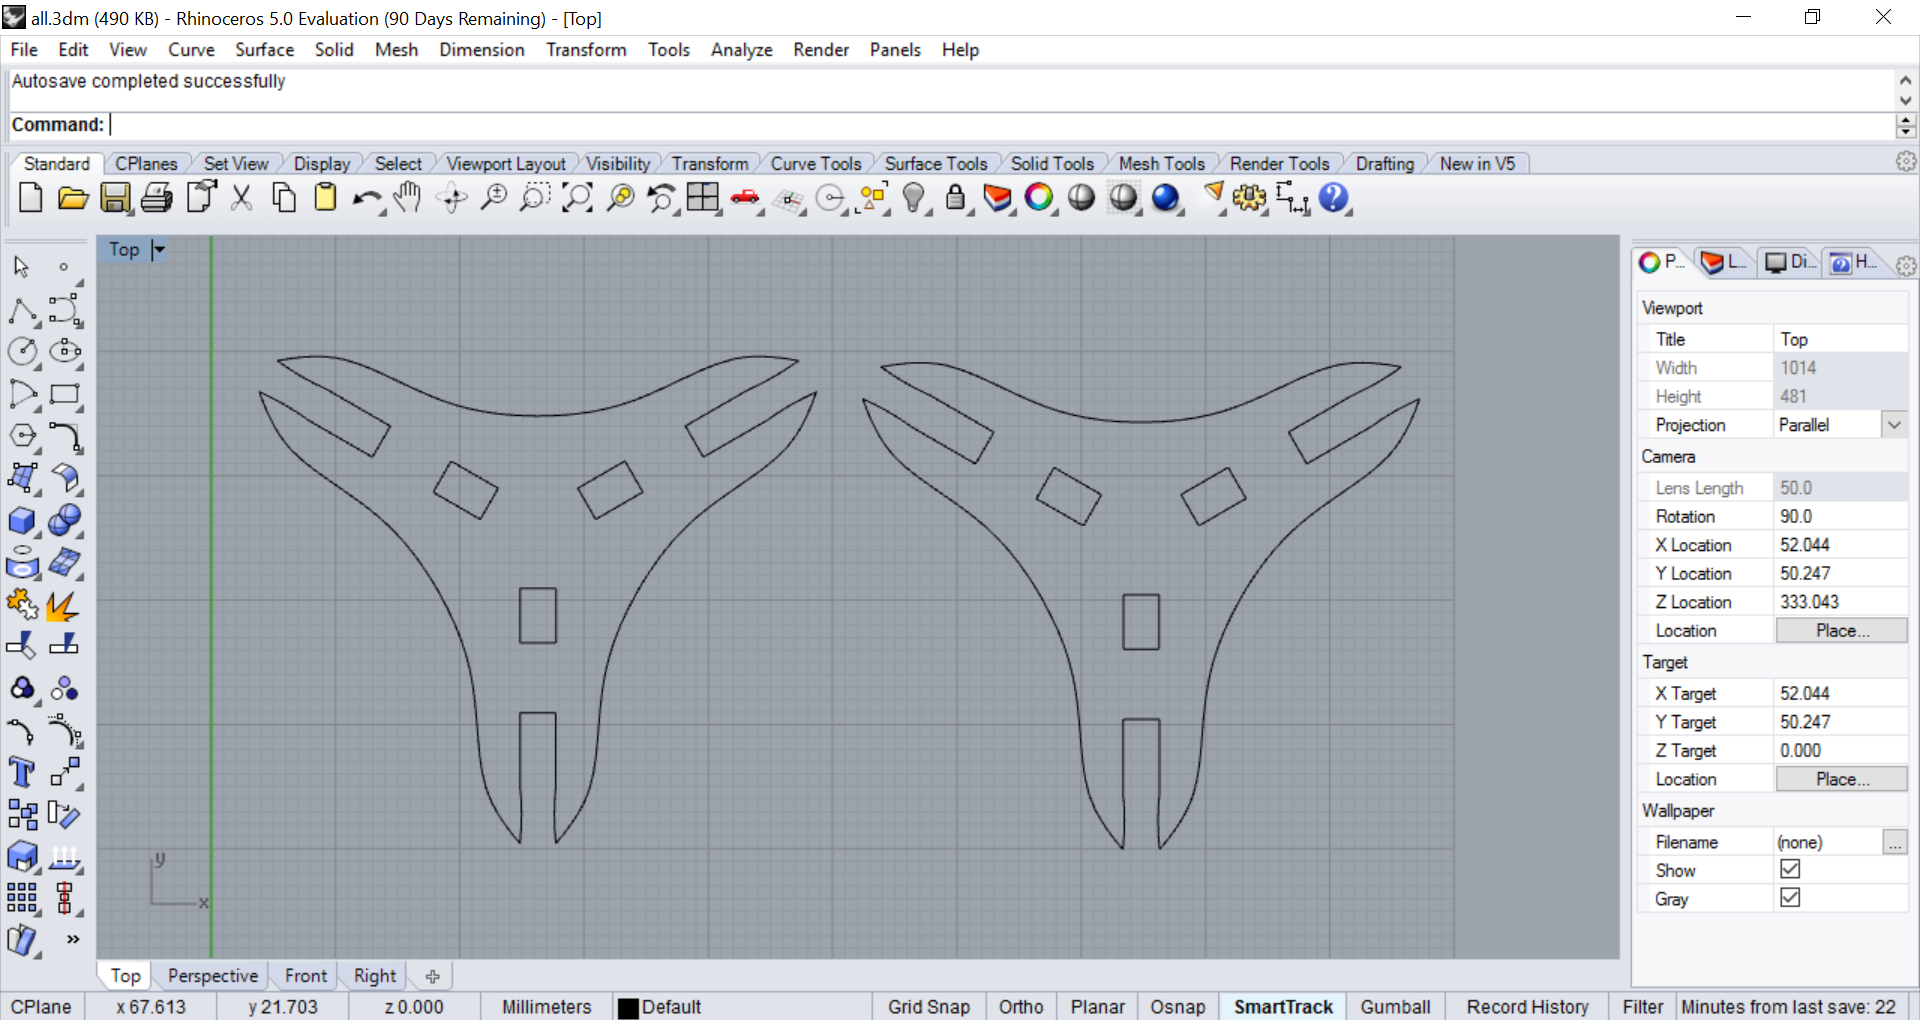 all.3dm (490 KB) - Rhinoceros 5.0 Evaluation (90 Days Remaining) - [Top]
File Edit View Curve Surface Solid Mesh Dimension Transform Tools Analyze Render Panels Help
Autosave completed successfully
Command:
Standard CPlanes Set View Display Select Viewport Layout Visibility Transform Curve Tools Surface Tools Solid Tools Mesh Tools Render Tools Drafting New in V5
Top
P... L... Di... H...
Viewport
Title Top
Width 1014
Height 481
Projection Parallel
Camera
Lens Length 50.0
Rotation 90.0
X Location 52.044
Y Location 50.247
Z Location 333.043
Location Place...
Target
X Target 52.044
Y Target 50.247
Z Target 0.000
Location Place...
Wallpaper
Filename (none) ...
Show
Gray
y
x
Top Perspective Front Right
CPlane x 67.613 y 21.703 z 0.000 Millimeters Default Grid Snap Ortho Planar Osnap SmartTrack Gumball Record History Filter Minutes from last save: 22